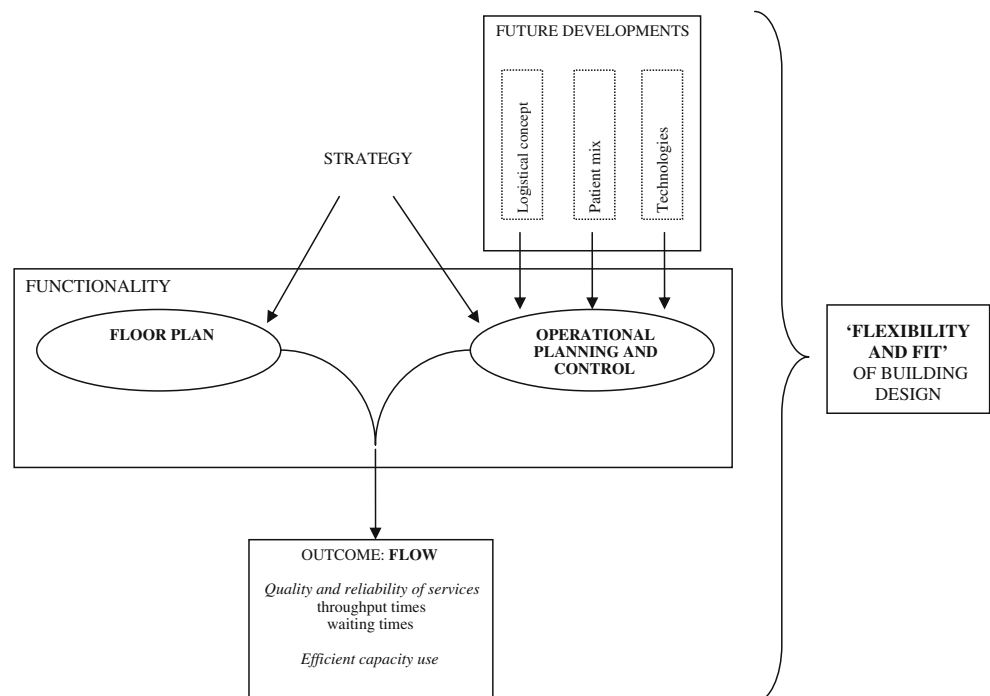 FUTURE DEVELOPMENTS
Logistical concept
Patient mix
Technologies
STRATEGY
FUNCTIONALITY
FLOOR PLAN
OPERATIONAL
PLANNING AND
CONTROL
'FLEXIBILITY
AND FIT'
OF BUILDING
DESIGN
OUTCOME: FLOW
Quality and reliability of services
throughput times
waiting times
Efficient capacity use